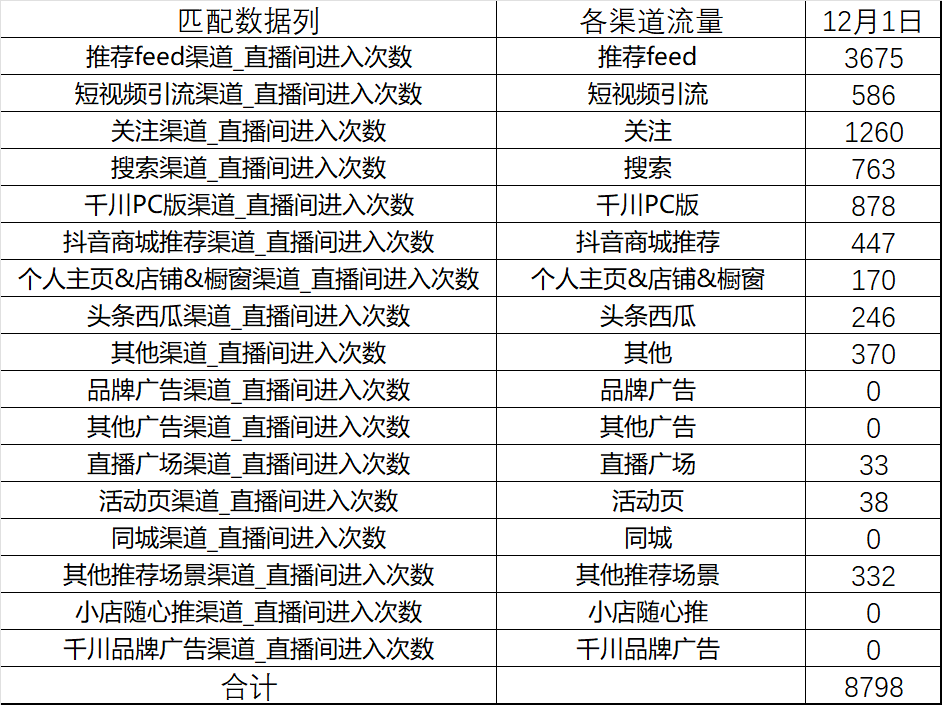 匹配数据列 各渠道流量 12月1日
推荐feed渠道_直播间进入次数 推荐feed 3675
短视频引流渠道_直播间进入次数 短视频引流 586
关注渠道_直播间进入次数 关注 1260
搜索渠道_直播间进入次数 搜索 763
千川PC版渠道_直播间进入次数 千川PC版 878
抖音商城推荐渠道_直播间进入次数 抖音商城推荐 447
个人主页&店铺&橱窗渠道_直播间进入次数 个人主页&店铺&橱窗 170
头条西瓜渠道_直播间进入次数 头条西瓜 246
其他渠道_直播间进入次数 其他 370
品牌广告渠道_直播间进入次数 品牌广告 0
其他广告渠道_直播间进入次数 其他广告 0
直播广场渠道_直播间进入次数 直播广场 33
活动页渠道_直播间进入次数 活动页 38
同城渠道_直播间进入次数 同城 0
其他推荐场景渠道_直播间进入次数 其他推荐场景 332
小店随心推渠道_直播间进入次数 小店随心推 0
千川品牌广告渠道_直播间进入次数 千川品牌广告 0
合计 8798